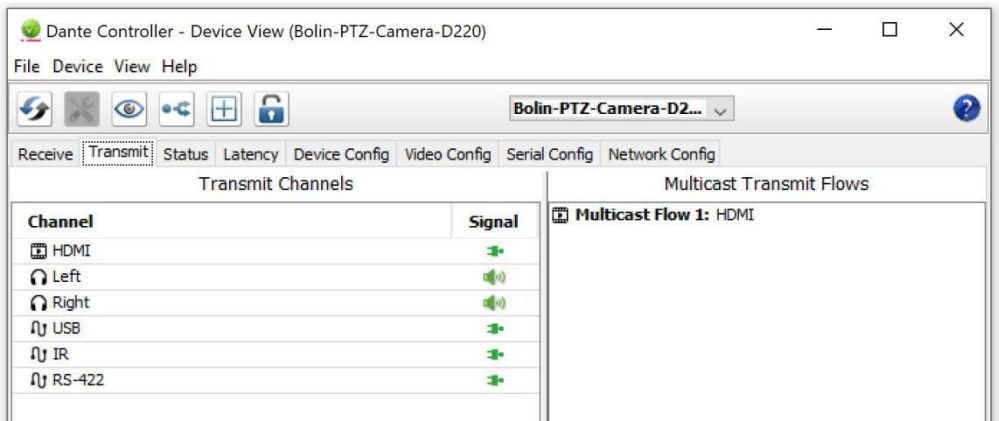 Dante Controller - Device View (Bolin-PTZ-Camera-D220)
File Device View Help
Bolin-PTZ-Camera-D2...
Receive Transmit Status Latency Device Config Video Config Serial Config Network Config
Transmit Channels
Channel Signal
HDMI
Left
Right
USB
IR
RS-422
Multicast Transmit Flows
Multicast Flow 1: HDMI